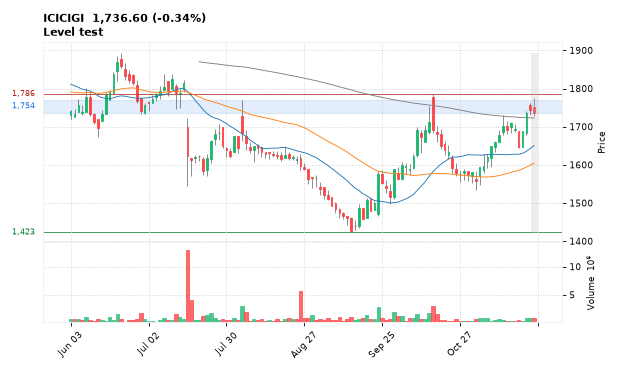 ICICIGI 1,736.60 (-0.34%)
Level test
1900
1,786
1800
1,754
1700
Price
1600
1500
1,423
1400
10
5
Volume 10⁶
Jun 03
Jul 02
Jul 30
Aug 27
Sep 25
Oct 27